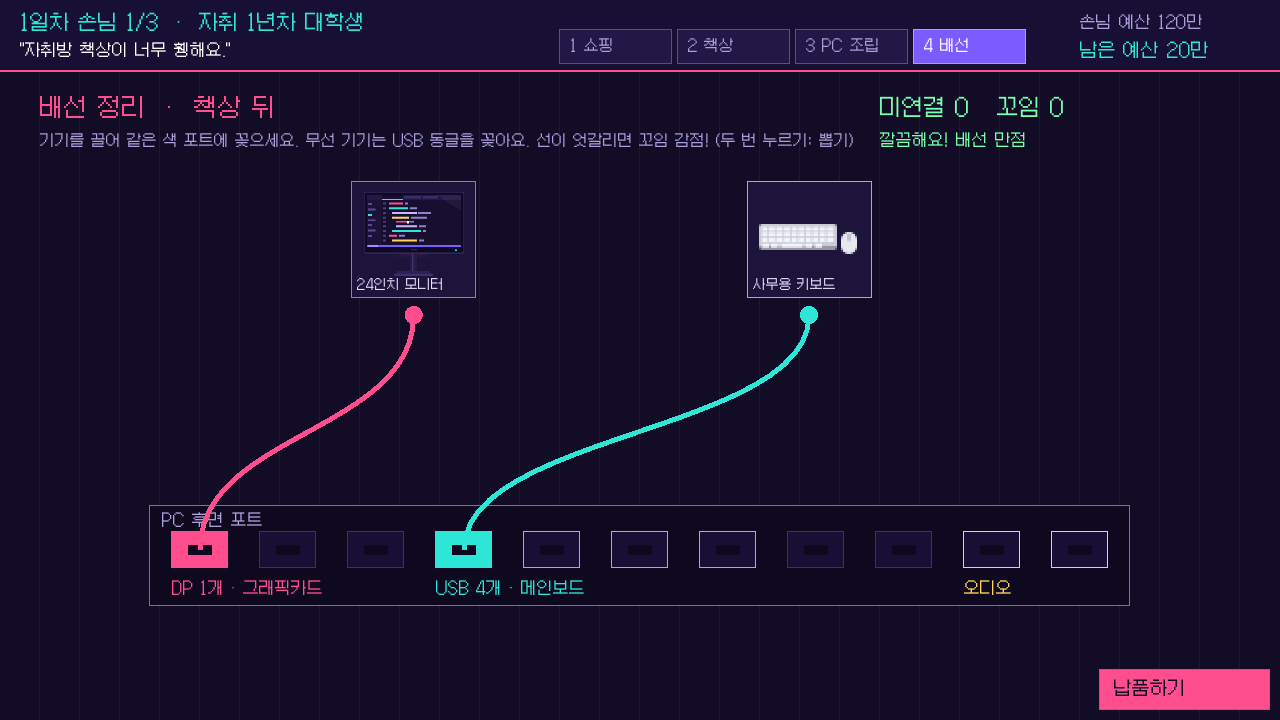 1일차 손님 1/3 · 자취 1년차 대학생
"자취방 책상이 너무 휑해요."
1 쇼핑
2 책상
3 PC 조립
4 배선
손님 예산 120만
남은 예산 20만
배선 정리 · 책상 뒤
기기를 끌어 같은 색 포트에 꽂으세요. 무선 기기는 USB 동글을 꽂아요. 선이 엇갈리면 꼬임 감점! (두 번 누르기: 뽑기)
미연결 0 꼬임 0
깔끔해요! 배선 만점
24인치 모니터
사무용 키보드
PC 후면 포트
DP 1개 · 그래픽카드
USB 4개 · 메인보드
오디오
납품하기